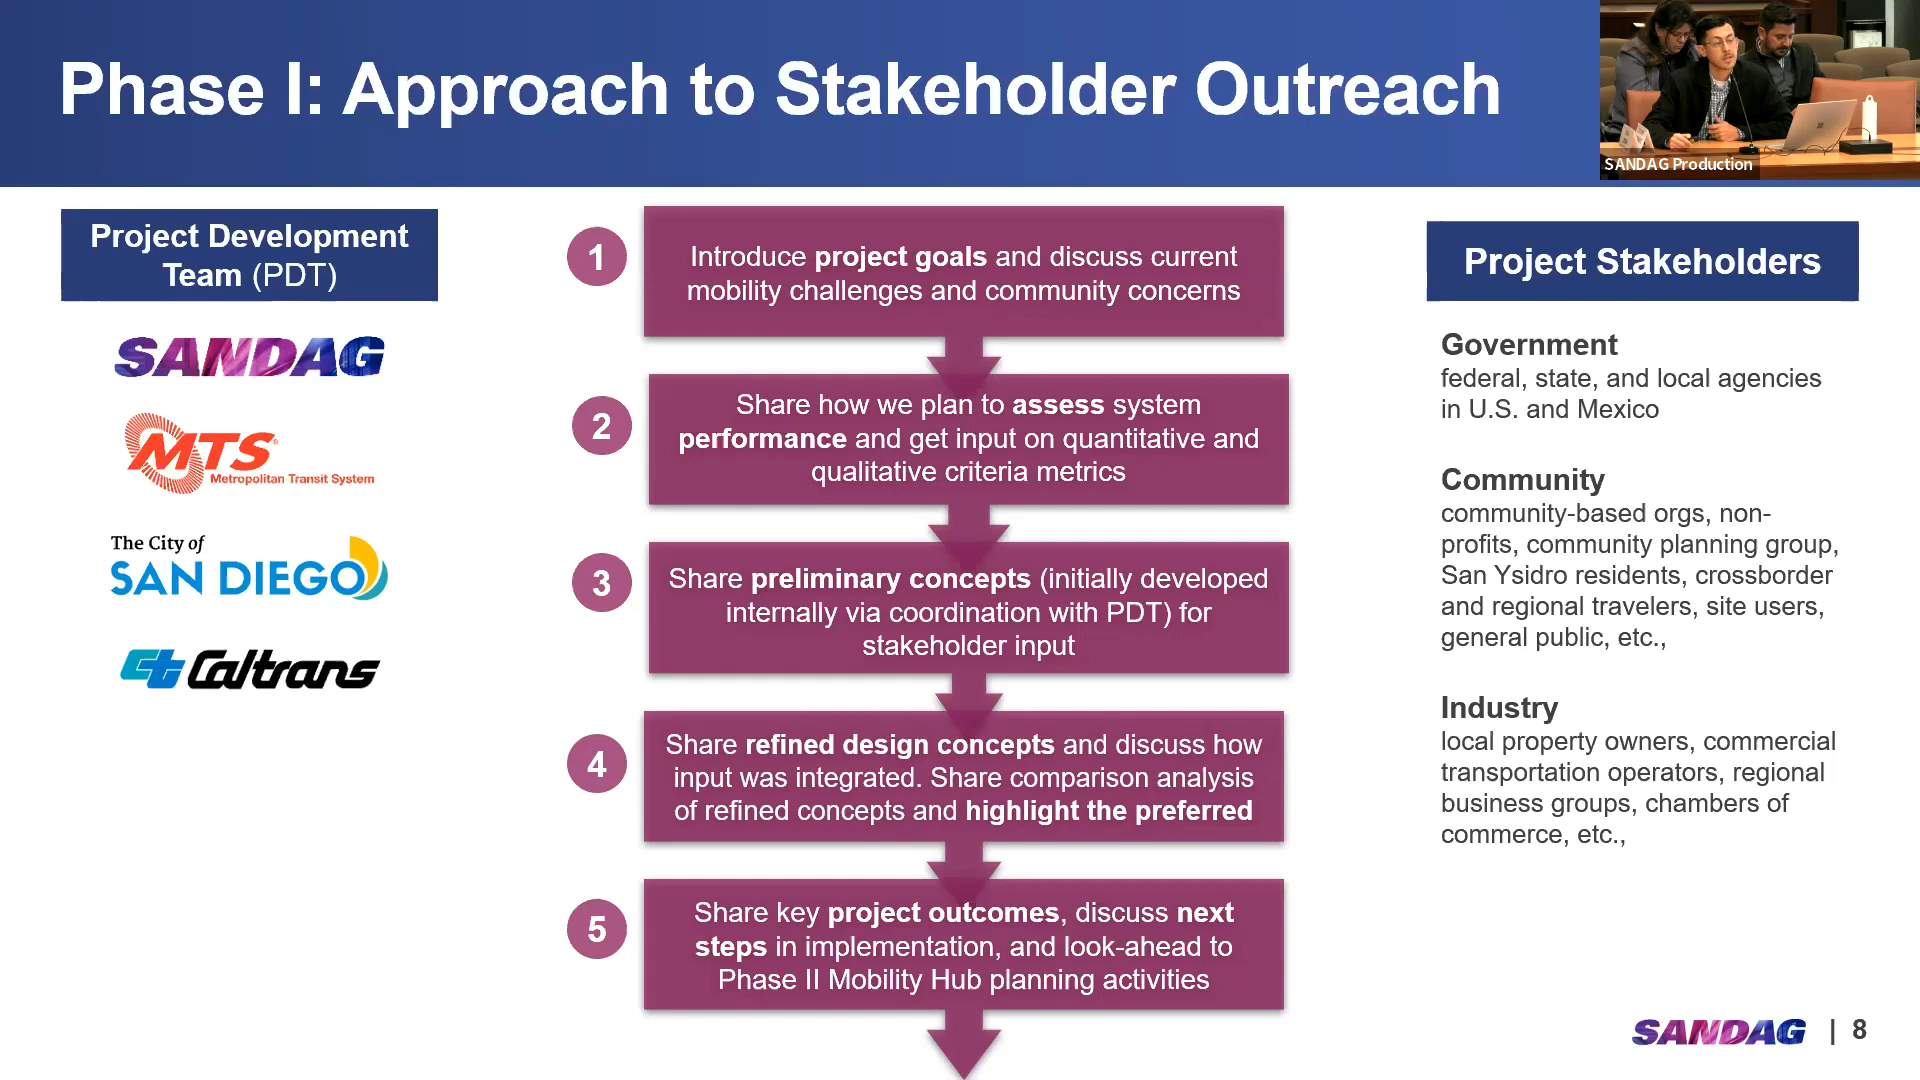 Phase I: Approach to Stakeholder Outreach
SANDAG Production
Project Development
Team (PDT)
SANDAG
MTS
Metropolitan Transit System
The City of
SAN DIEGO
Caltrans
1
Introduce project goals and discuss current
mobility challenges and community concerns
2
Share how we plan to assess system
performance and get input on quantitative and
qualitative criteria metrics
3
Share preliminary concepts (initially developed
internally via coordination with PDT) for
stakeholder input
4
Share refined design concepts and discuss how
input was integrated. Share comparison analysis
of refined concepts and highlight the preferred
5
Share key project outcomes, discuss next
steps in implementation, and look-ahead to
Phase II Mobility Hub planning activities
Project Stakeholders
Government
federal, state, and local agencies
in U.S. and Mexico
Community
community-based orgs, non-
profits, community planning group,
San Ysidro residents, crossborder
and regional travelers, site users,
general public, etc.,
Industry
local property owners, commercial
transportation operators, regional
business groups, chambers of
commerce, etc.,
SANDAG | 8